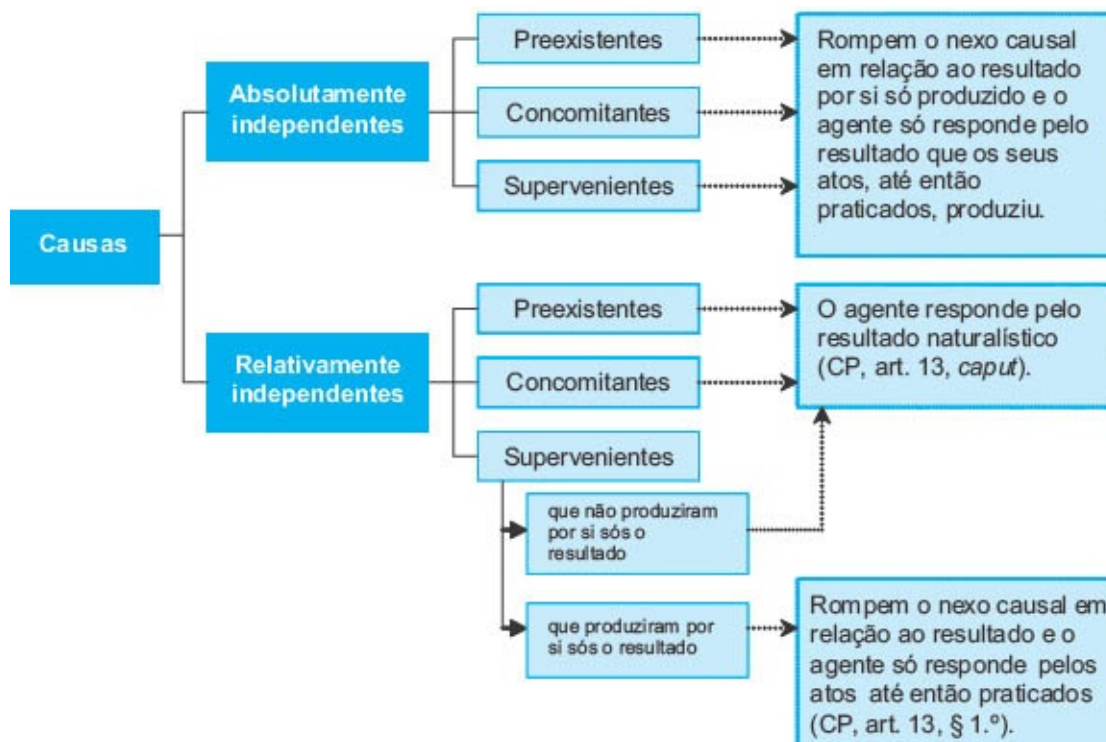 Causas
Absolutamente
independentes
Preexistentes
Concomitantes
Supervenientes
Rompem o nexo causal
em relação ao resultado
por si só produzido e o
agente só responde pelo
resultado que os seus
atos, até então
praticados, produziu.
Relativamente
independentes
Preexistentes
Concomitantes
Supervenientes
O agente responde pelo
resultado naturalístico
(CP, art. 13, caput).
que não produziram
por si sós o
resultado
que produziram por
si sós o resultado
Rompem o nexo causal em
relação ao resultado e o
agente só responde pelos
atos até então praticados
(CP, art. 13, § 1.º).